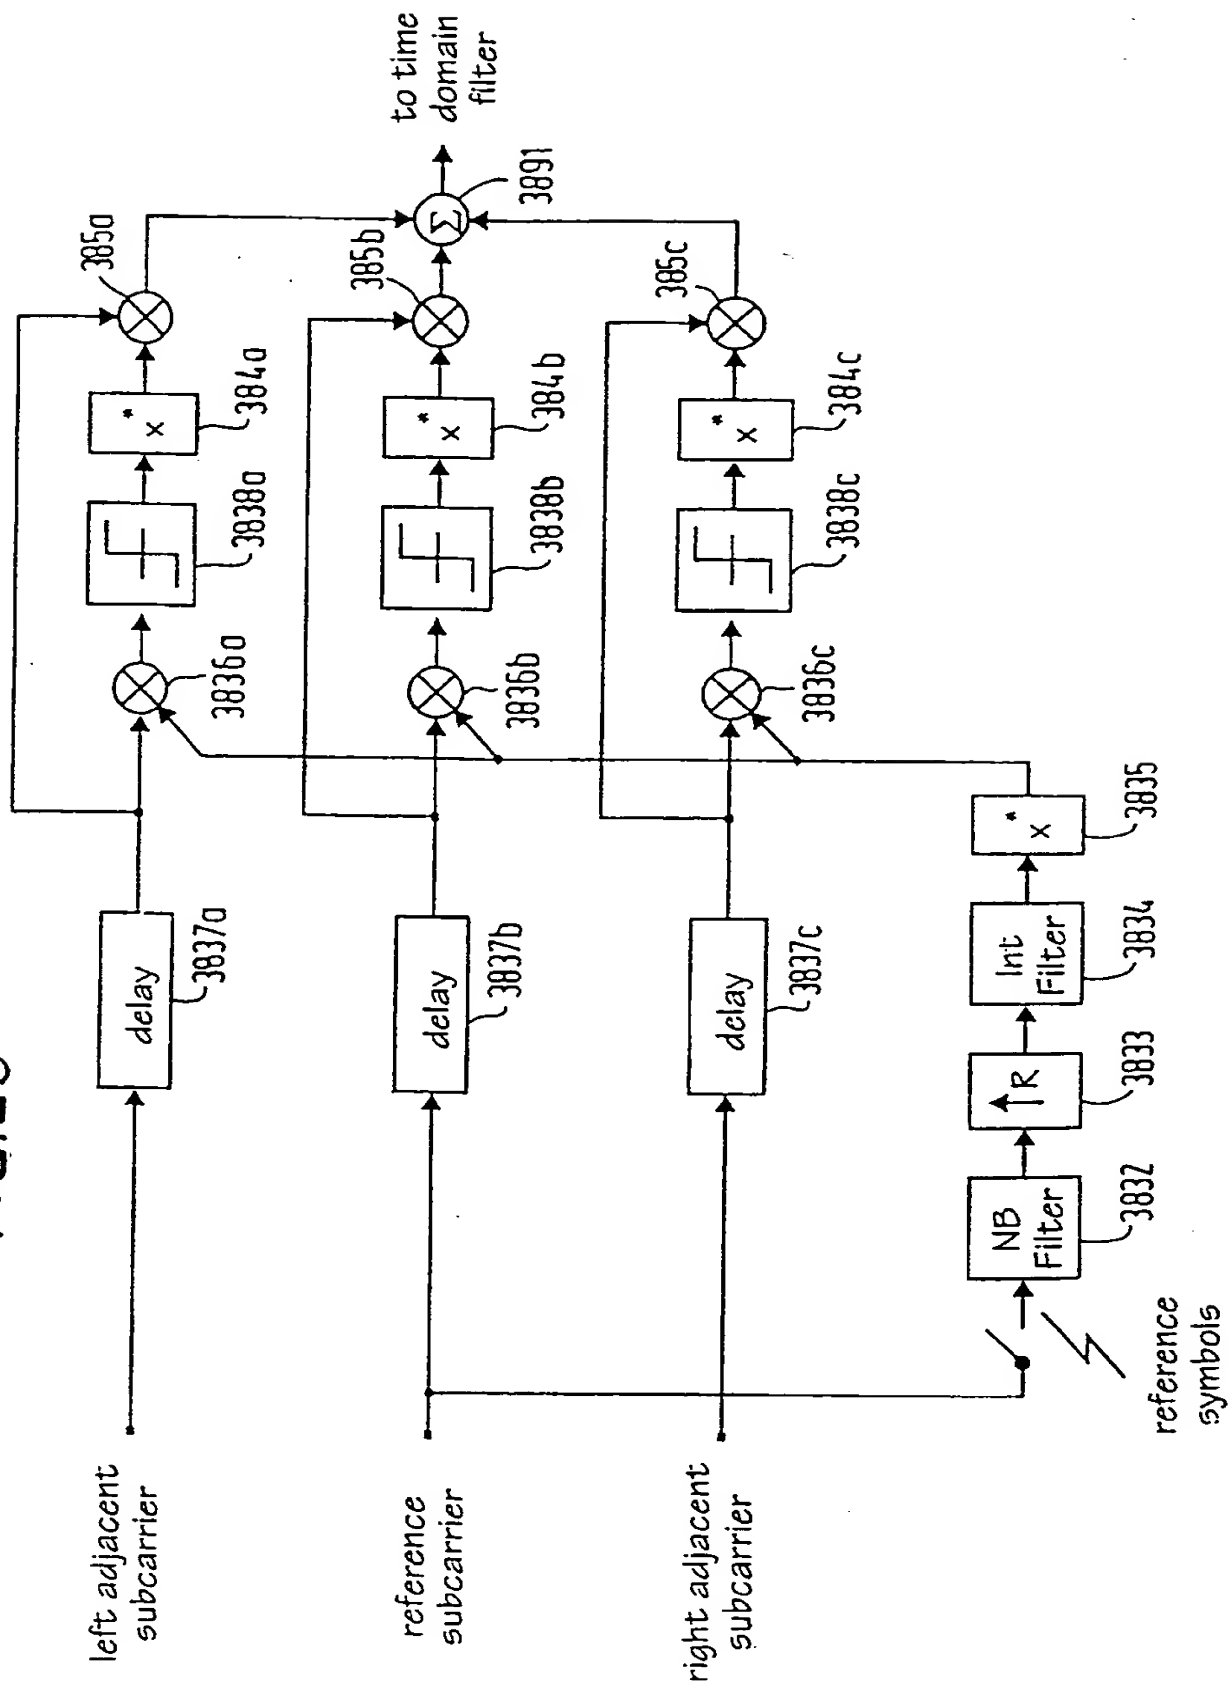 left adjacent
subcarrier
delay
3837a
3836a
3838a
x*
384a
385a
reference
subcarrier
delay
3837b
3836b
3838b
x*
384b
385b
Σ
3891
to time
domain
filter
right adjacent
subcarrier
delay
3837c
3836c
3838c
x*
384c
385c
reference
symbols
NB
Filter
3832
↑R
3833
Int
Filter
3834
x*
3835